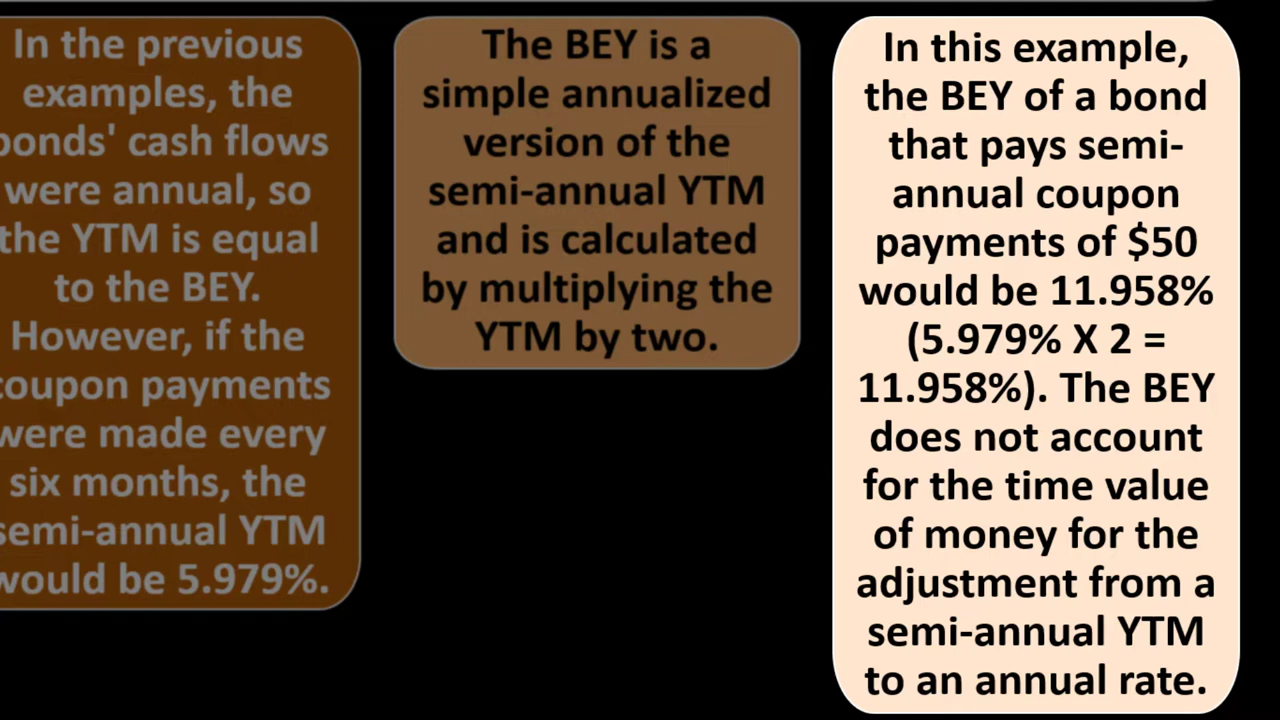 In the previous
examples, the
bonds' cash flows
were annual, so
the YTM is equal
to the BEY.
However, if the
coupon payments
were made every
six months, the
semi-annual YTM
would be 5.979%.
The BEY is a
simple annualized
version of the
semi-annual YTM
and is calculated
by multiplying the
YTM by two.
In this example,
the BEY of a bond
that pays semi-
annual coupon
payments of $50
would be 11.958%
(5.979% X 2 =
11.958%). The BEY
does not account
for the time value
of money for the
adjustment from a
semi-annual YTM
to an annual rate.